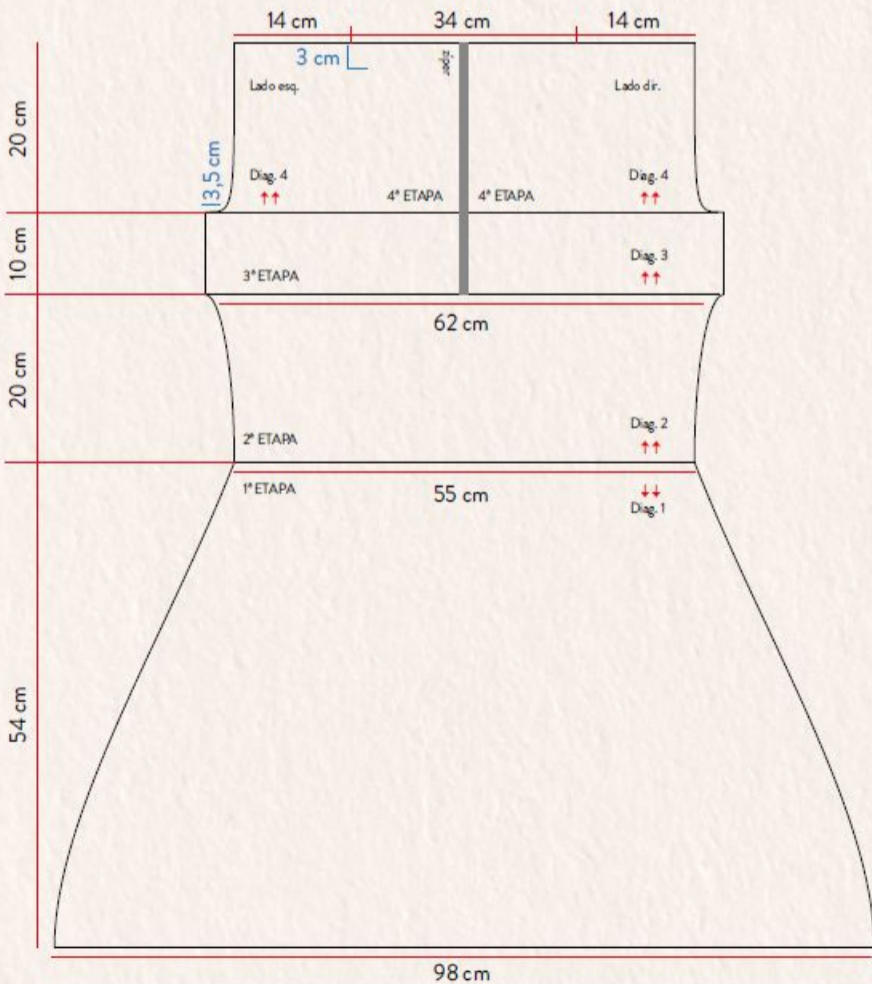 14 cm 34 cm 14 cm
3 cm
zíper
Lado esq.
Lado dir.
20 cm
3,5 cm
Diag. 4
Diag. 4
4ª ETAPA
4ª ETAPA
10 cm
Diag. 3
3ª ETAPA
62 cm
20 cm
Diag. 2
2ª ETAPA
1ª ETAPA
55 cm
Diag. 1
54 cm
98 cm